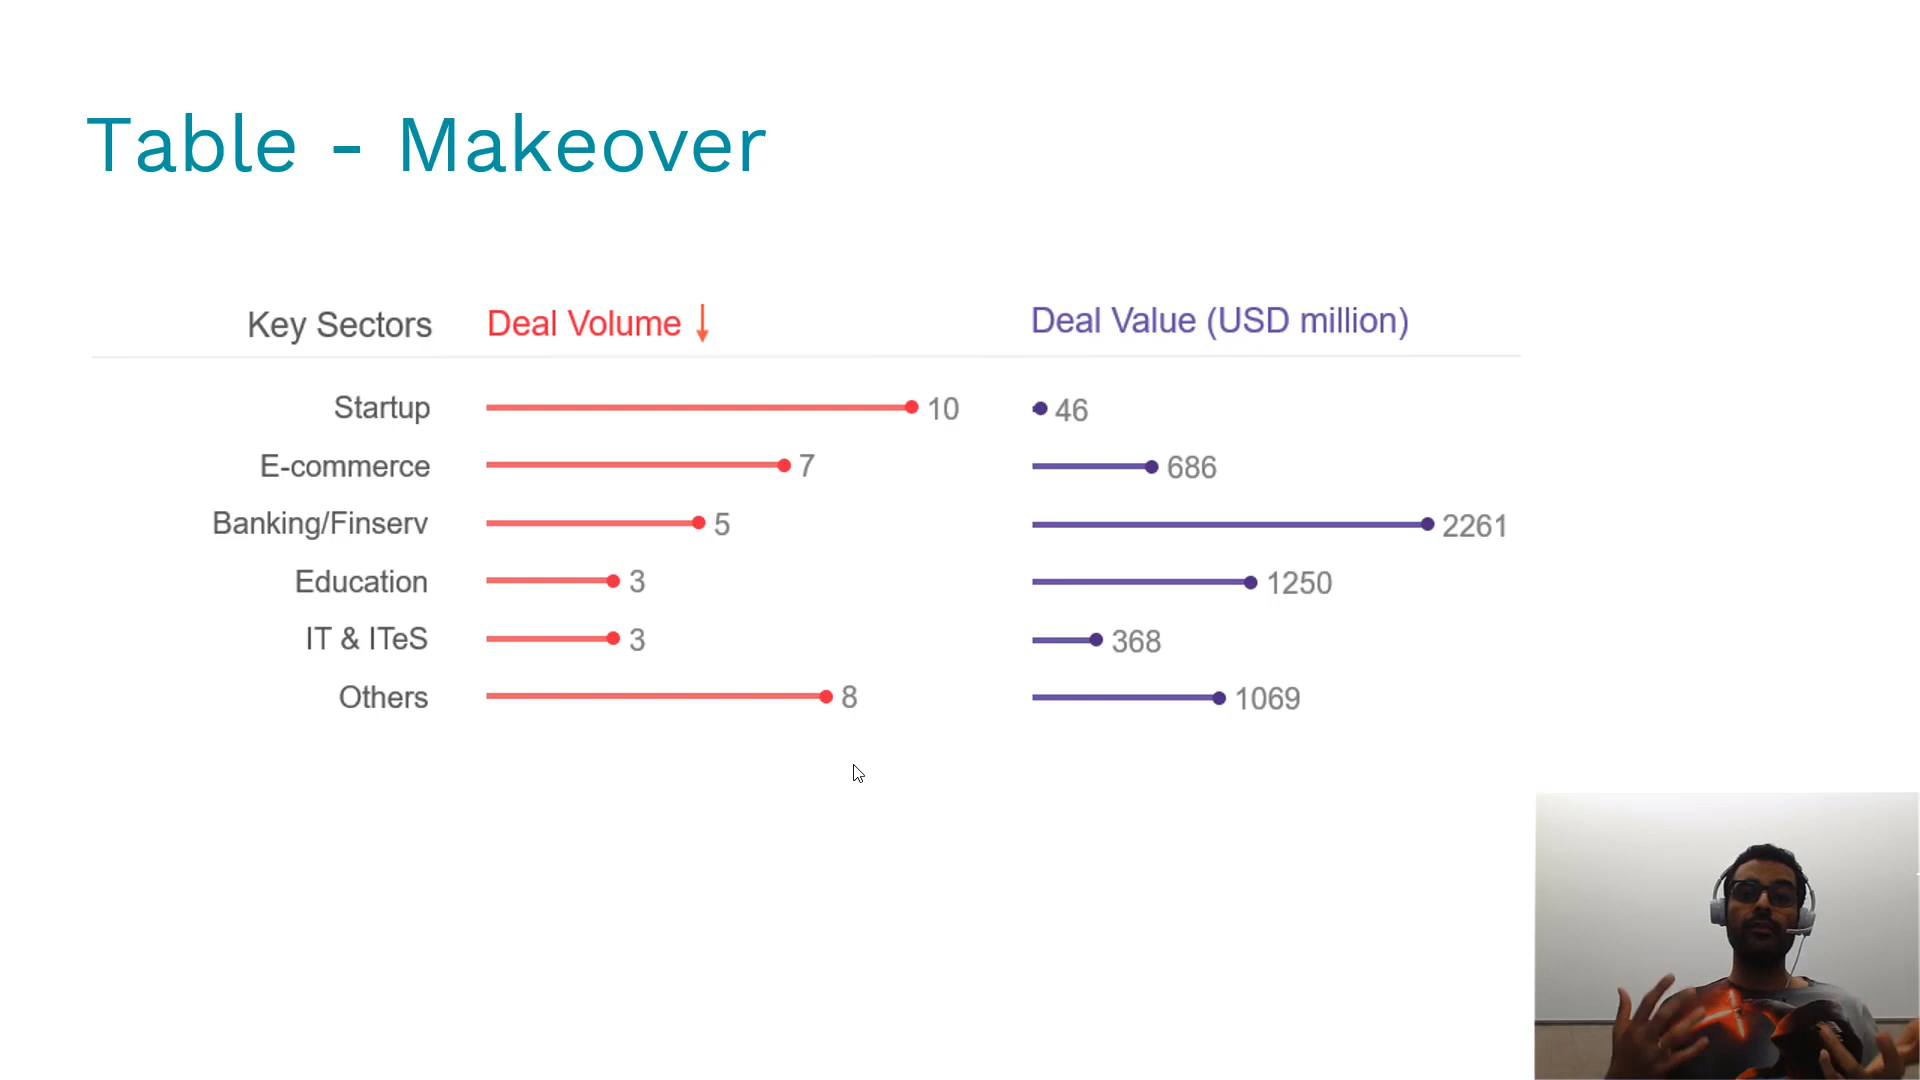 Table - Makeover
Key Sectors Deal Volume ↓ Deal Value (USD million)
Startup 10 46
E-commerce 7 686
Banking/Finserv 5 2261
Education 3 1250
IT & ITeS 3 368
Others 8 1069